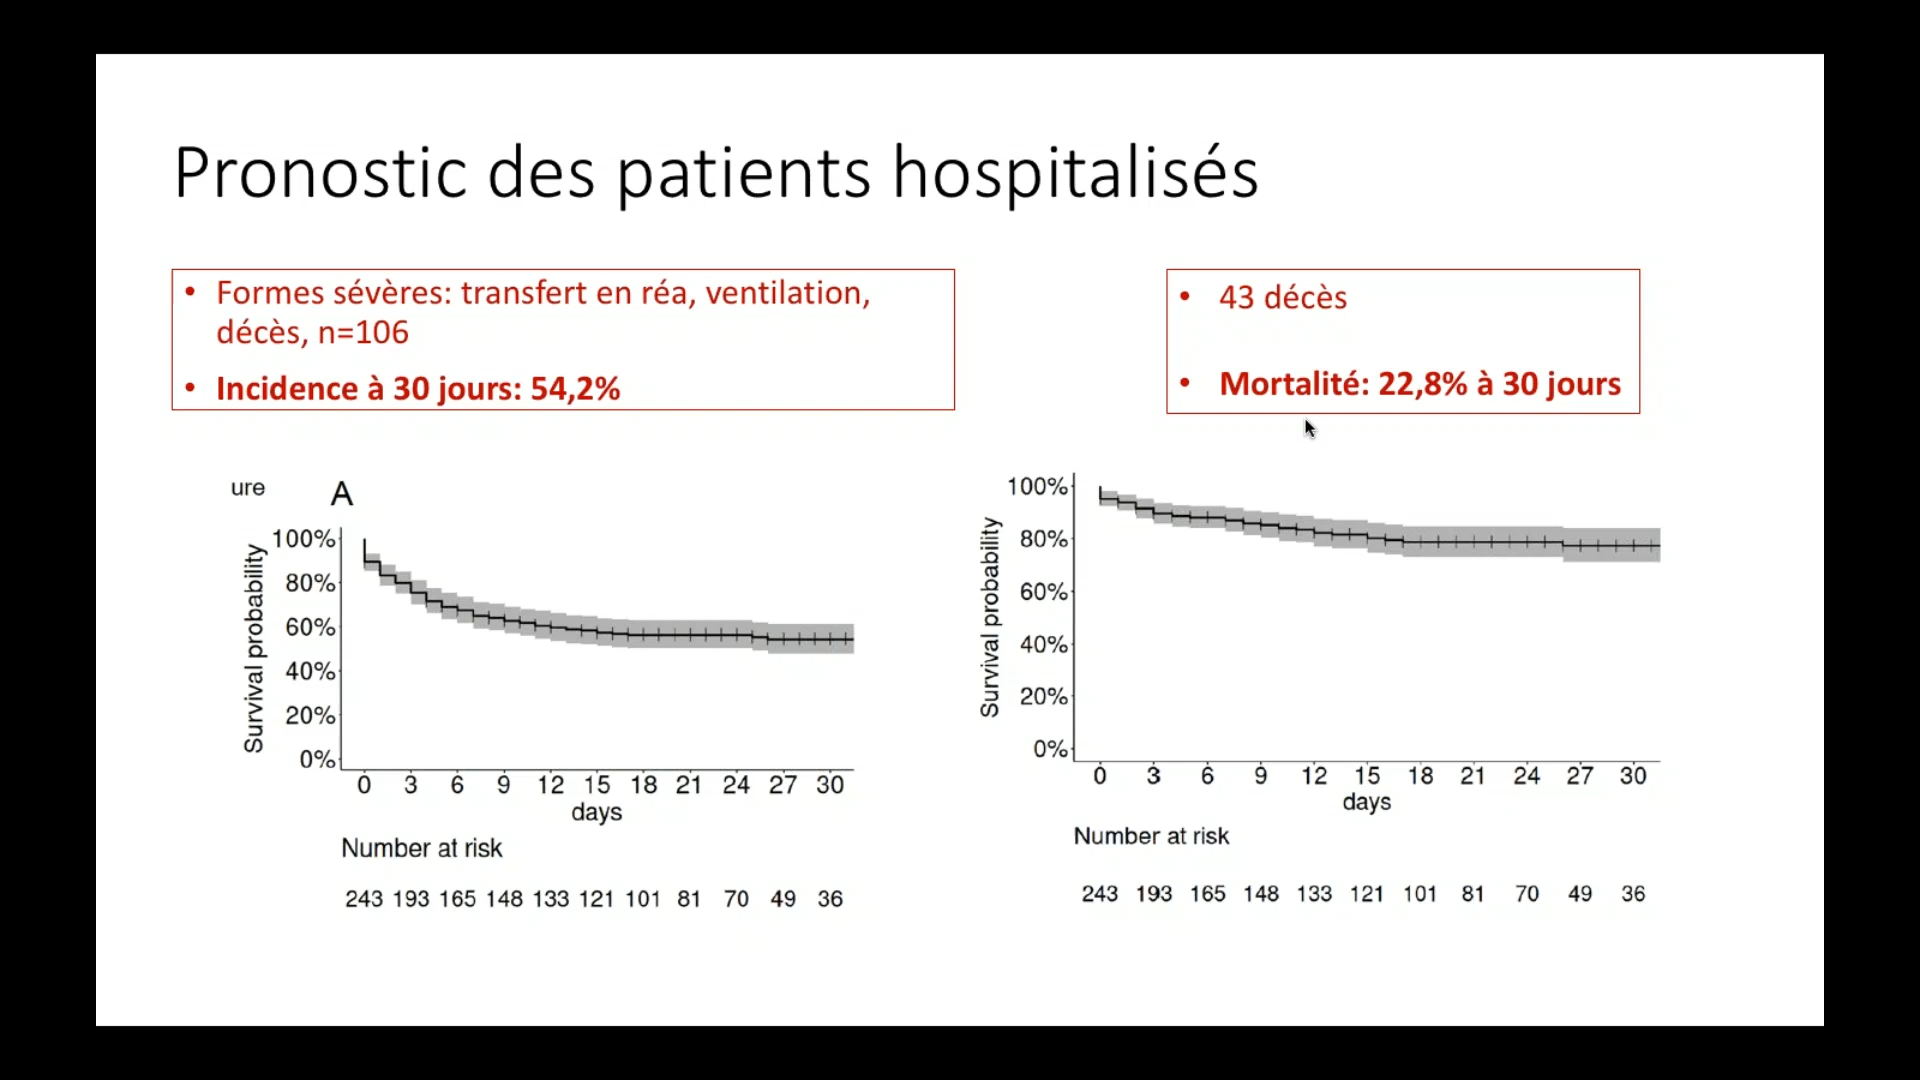 Pronostic des patients hospitalisés
• Formes sévères: transfert en réa, ventilation,
décès, n=106
• Incidence à 30 jours: 54,2%
• 43 décès
• Mortalité: 22,8% à 30 jours
ure A
Survival probability
100%
80%
60%
40%
20%
0%
0 3 6 9 12 15 18 21 24 27 30
days
Number at risk
243 193 165 148 133 121 101 81 70 49 36
Survival probability
100%
80%
60%
40%
20%
0%
0 3 6 9 12 15 18 21 24 27 30
days
Number at risk
243 193 165 148 133 121 101 81 70 49 36